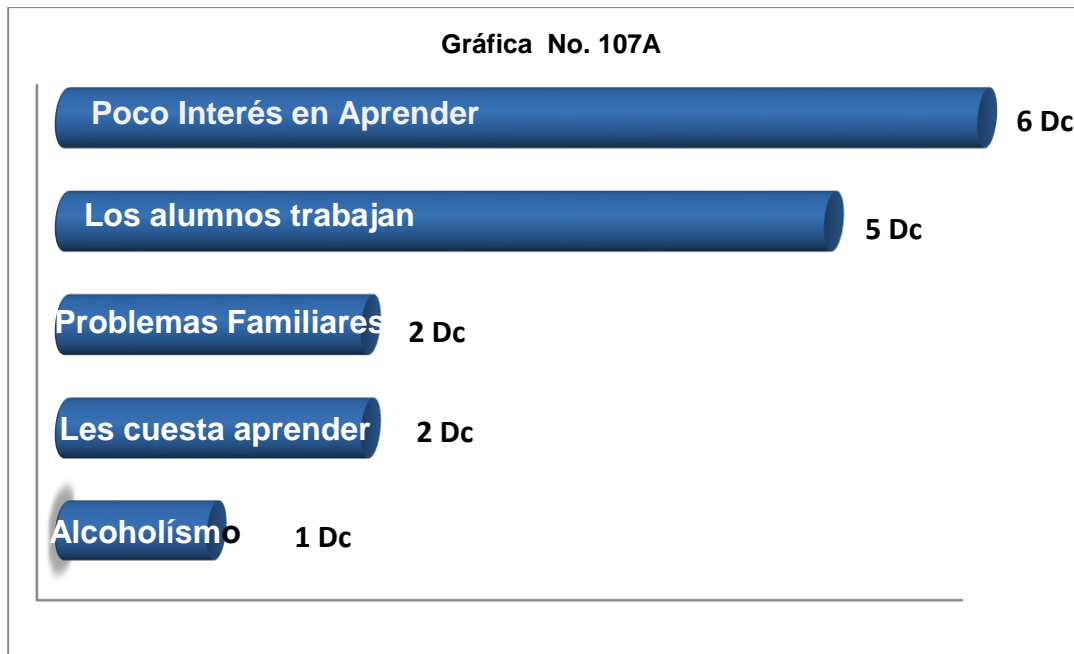 Gráfica No. 107A
Poco Interés en Aprender 6 Dc
Los alumnos trabajan 5 Dc
Problemas Familiares 2 Dc
Les cuesta aprender 2 Dc
Alcoholísmo 1 Dc